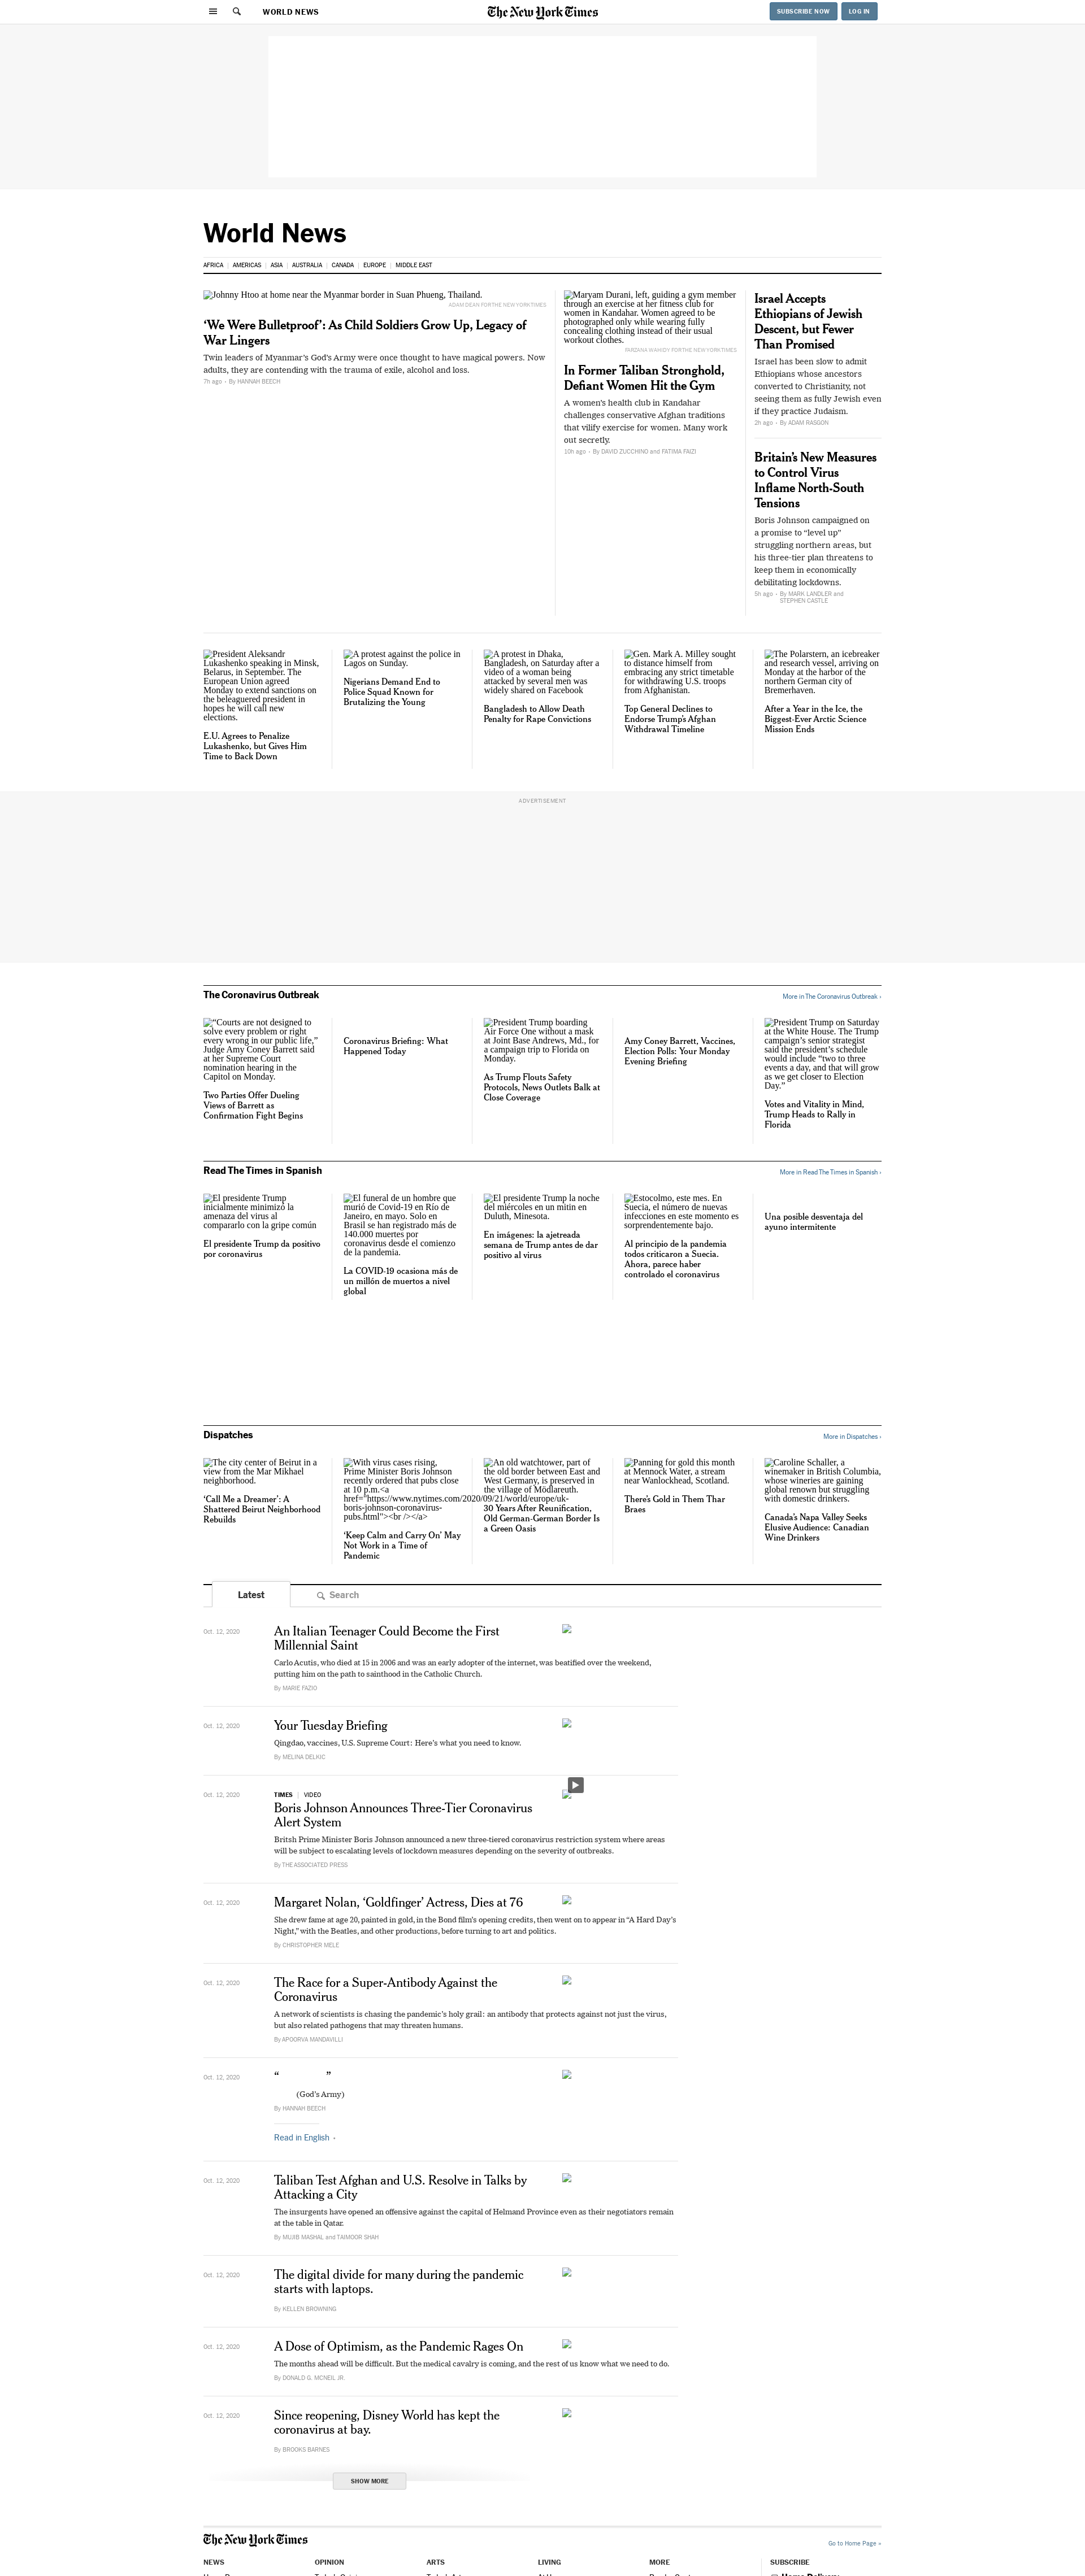 WORLD NEWS
The New York Times
SUBSCRIBE NOW
LOG IN
World News
AFRICA
AMERICAS
ASIA
AUSTRALIA
CANADA
EUROPE
MIDDLE EAST
Johnny Htoo at home near the Myanmar border in Suan Phueng, Thailand.
ADAM DEAN FOR THE NEW YORK TIMES
‘We Were Bulletproof’: As Child Soldiers Grow Up, Legacy of
War Lingers
Twin leaders of Myanmar’s God’s Army were once thought to have magical powers. Now
adults, they are contending with the trauma of exile, alcohol and loss.
7h ago · By HANNAH BEECH
Maryam Durani, left, guiding a gym member
through an exercise at her fitness club for
women in Kandahar. Women agreed to be
photographed only while wearing fully
concealing clothing instead of their usual
workout clothes.
FARZANA WAHIDY FOR THE NEW YORK TIMES
In Former Taliban Stronghold,
Defiant Women Hit the Gym
A women’s health club in Kandahar
challenges conservative Afghan traditions
that vilify exercise for women. Many work
out secretly.
10h ago · By DAVID ZUCCHINO and FATIMA FAIZI
Israel Accepts
Ethiopians of Jewish
Descent, but Fewer
Than Promised
Israel has been slow to admit
Ethiopians whose ancestors
converted to Christianity, not
seeing them as fully Jewish even
if they practice Judaism.
2h ago · By ADAM RASGON
Britain’s New Measures
to Control Virus
Inflame North-South
Tensions
Boris Johnson campaigned on
a promise to “level up”
struggling northern areas, but
his three-tier plan threatens to
keep them in economically
debilitating lockdowns.
5h ago · By MARK LANDLER and
STEPHEN CASTLE
President Aleksandr
Lukashenko speaking in Minsk,
Belarus, in September. The
European Union agreed
Monday to extend sanctions on
the beleaguered president in
hopes he will call new
elections.
E.U. Agrees to Penalize
Lukashenko, but Gives Him
Time to Back Down
A protest against the police in
Lagos on Sunday.
Nigerians Demand End to
Police Squad Known for
Brutalizing the Young
A protest in Dhaka,
Bangladesh, on Saturday after a
video of a woman being
attacked by several men was
widely shared on Facebook
Bangladesh to Allow Death
Penalty for Rape Convictions
Gen. Mark A. Milley sought
to distance himself from
embracing any strict timetable
for withdrawing U.S. troops
from Afghanistan.
Top General Declines to
Endorse Trump’s Afghan
Withdrawal Timeline
The Polarstern, an icebreaker
and research vessel, arriving on
Monday at the harbor of the
northern German city of
Bremerhaven.
After a Year in the Ice, the
Biggest-Ever Arctic Science
Mission Ends
ADVERTISEMENT
The Coronavirus Outbreak
More in The Coronavirus Outbreak ›
“Courts are not designed to
solve every problem or right
every wrong in our public life,”
Judge Amy Coney Barrett said
at her Supreme Court
nomination hearing in the
Capitol on Monday.
Two Parties Offer Dueling
Views of Barrett as
Confirmation Fight Begins
Coronavirus Briefing: What
Happened Today
President Trump boarding
Air Force One without a mask
at Joint Base Andrews, Md., for
a campaign trip to Florida on
Monday.
As Trump Flouts Safety
Protocols, News Outlets Balk at
Close Coverage
Amy Coney Barrett, Vaccines,
Election Polls: Your Monday
Evening Briefing
President Trump on Saturday
at the White House. The Trump
campaign’s senior strategist
said the president’s schedule
would include “two to three
events a day, and that will grow
as we get closer to Election
Day.”
Votes and Vitality in Mind,
Trump Heads to Rally in
Florida
Read The Times in Spanish
More in Read The Times in Spanish ›
El presidente Trump
inicialmente minimizó la
amenaza del virus al
compararlo con la gripe común
El presidente Trump da positivo
por coronavirus
El funeral de un hombre que
murió de Covid-19 en Río de
Janeiro, en mayo. Solo en
Brasil se han registrado más de
140.000 muertes por
coronavirus desde el comienzo
de la pandemia.
La COVID-19 ocasiona más de
un millón de muertos a nivel
global
El presidente Trump la noche
del miércoles en un mitin en
Duluth, Minesota.
En imágenes: la ajetreada
semana de Trump antes de dar
positivo al virus
Estocolmo, este mes. En
Suecia, el número de nuevas
infecciones por coronavirus es
sorprendentemente bajo.
Al principio de la pandemia
todos criticaron a Suecia.
Ahora, parece haber
controlado el coronavirus
Una posible desventaja del
ayuno intermitente
Dispatches
More in Dispatches ›
The city center of Beirut in a
view from the Mar Mikhael
neighborhood.
‘Call Me a Dreamer’: A
Shattered Beirut Neighborhood
Rebuilds
With virus cases rising,
Prime Minister Boris Johnson
recently ordered that pubs close
at 10 p.m.<a
href="https://www.nytimes.com/2020/09/21/world/europe/uk-
boris-johnson-coronavirus-
pubs.html"><br /></a>
‘Keep Calm and Carry On’ May
Not Work in a Time of
Pandemic
An old watchtower, part of
the old border between East and
West Germany, is preserved in
the village of Mödlareuth.
30 Years After Reunification,
Old German-German Border Is
a Green Oasis
Panning for gold this month
at Mennock Water, a stream
near Wanlockhead, Scotland.
There’s Gold in Them Thar
Braes
Caroline Schaller, a
winemaker in British Columbia,
whose wineries are gaining
global renown but struggling
with domestic drinkers.
Canada’s Napa Valley Seeks
Elusive Audience: Canadian
Wine Drinkers
Latest
Search
Oct. 12, 2020
An Italian Teenager Could Become the First
Millennial Saint
Carlo Acutis, who died at 15 in 2006 and was an early adopter of the internet, was beatified over the weekend,
putting him on the path to sainthood in the Catholic Church.
By MARIE FAZIO
Oct. 12, 2020
Your Tuesday Briefing
Qingdao, vaccines, U.S. Supreme Court: Here’s what you need to know.
By MELINA DELKIC
Oct. 12, 2020
TIMES | VIDEO
Boris Johnson Announces Three-Tier Coronavirus
Alert System
Britsh Prime Minister Boris Johnson announced a new three-tiered coronavirus restriction system where areas
will be subject to escalating levels of lockdown measures depending on the severity of outbreaks.
By THE ASSOCIATED PRESS
Oct. 12, 2020
Margaret Nolan, ‘Goldfinger’ Actress, Dies at 76
She drew fame at age 20, painted in gold, in the Bond film’s opening credits, then went on to appear in “A Hard Day’s
Night,” with the Beatles, and other productions, before turning to art and politics.
By CHRISTOPHER MELE
Oct. 12, 2020
The Race for a Super-Antibody Against the
Coronavirus
A network of scientists is chasing the pandemic’s holy grail: an antibody that protects against not just the virus,
but also related pathogens that may threaten humans.
By APOORVA MANDAVILLI
Oct. 12, 2020
“ ”
(God’s Army)
By HANNAH BEECH
Read in English ›
Oct. 12, 2020
Taliban Test Afghan and U.S. Resolve in Talks by
Attacking a City
The insurgents have opened an offensive against the capital of Helmand Province even as their negotiators remain
at the table in Qatar.
By MUJIB MASHAL and TAIMOOR SHAH
Oct. 12, 2020
The digital divide for many during the pandemic
starts with laptops.
By KELLEN BROWNING
Oct. 12, 2020
A Dose of Optimism, as the Pandemic Rages On
The months ahead will be difficult. But the medical cavalry is coming, and the rest of us know what we need to do.
By DONALD G. MCNEIL JR.
Oct. 12, 2020
Since reopening, Disney World has kept the
coronavirus at bay.
By BROOKS BARNES
SHOW MORE
The New York Times
Go to Home Page »
NEWS
OPINION
ARTS
LIVING
MORE
SUBSCRIBE